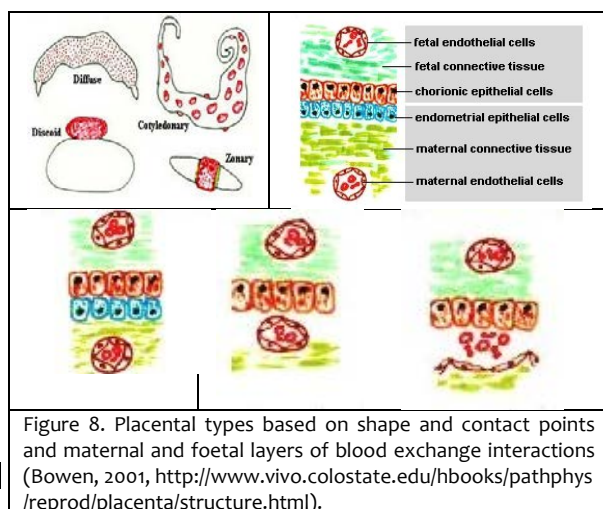 Diffuse
Cotyledonary
Discoid
Zonary
fetal endothelial cells
fetal connective tissue
chorionic epithelial cells
endometrial epithelial cells
maternal connective tissue
maternal endothelial cells
Figure 8. Placental types based on shape and contact points
and maternal and foetal layers of blood exchange interactions
(Bowen, 2001, http://www.vivo.colostate.edu/hbooks/pathphys
/reprod/placenta/structure.html).